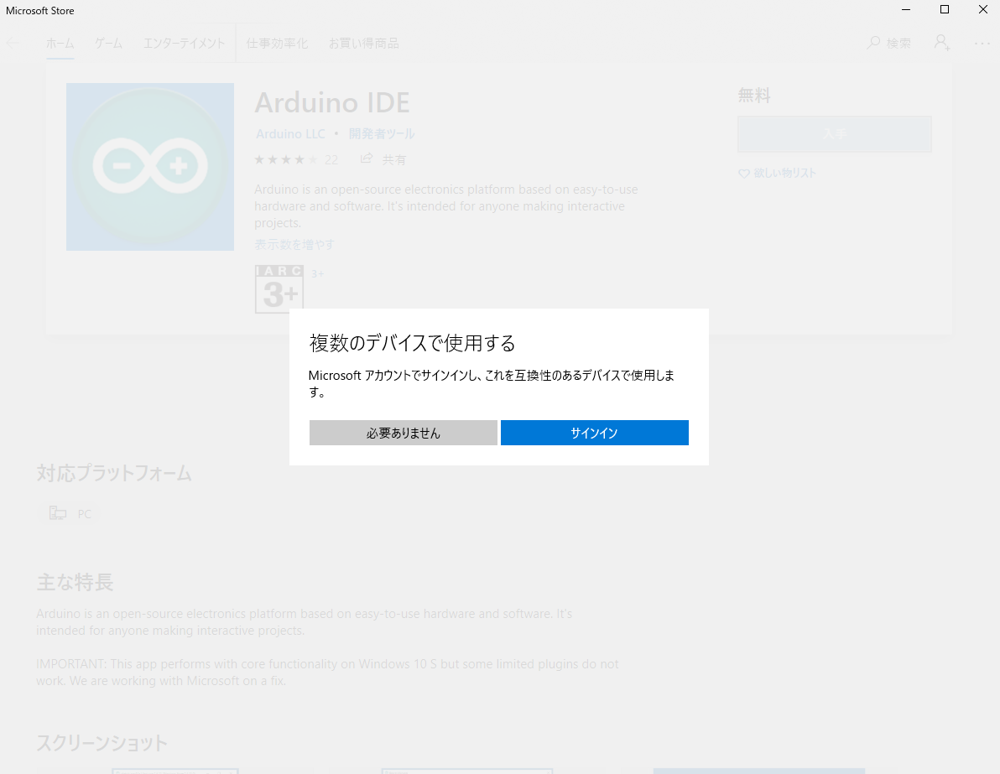 Microsoft Store
ホーム ゲーム エンターテイメント 仕事効率化 お買い得商品 検索
Arduino IDE
無料
Arduino LLC • 開発者ツール
入手
22 共有
欲しい物リスト
Arduino is an open-source electronics platform based on easy-to-use
hardware and software. It's intended for anyone making interactive
projects.
表示数を増やす
IARC
3+
3+
複数のデバイスで使用する
Microsoft アカウントでサインインし、これを互換性のあるデバイスで使用しま
す。
必要ありません サインイン
対応プラットフォーム
PC
主な特長
Arduino is an open-source electronics platform based on easy-to-use hardware and software. It's
intended for anyone making interactive projects.
IMPORTANT: This app performs with core functionality on Windows 10 S but some limited plugins do not
work. We are working with Microsoft on a fix.
スクリーンショット